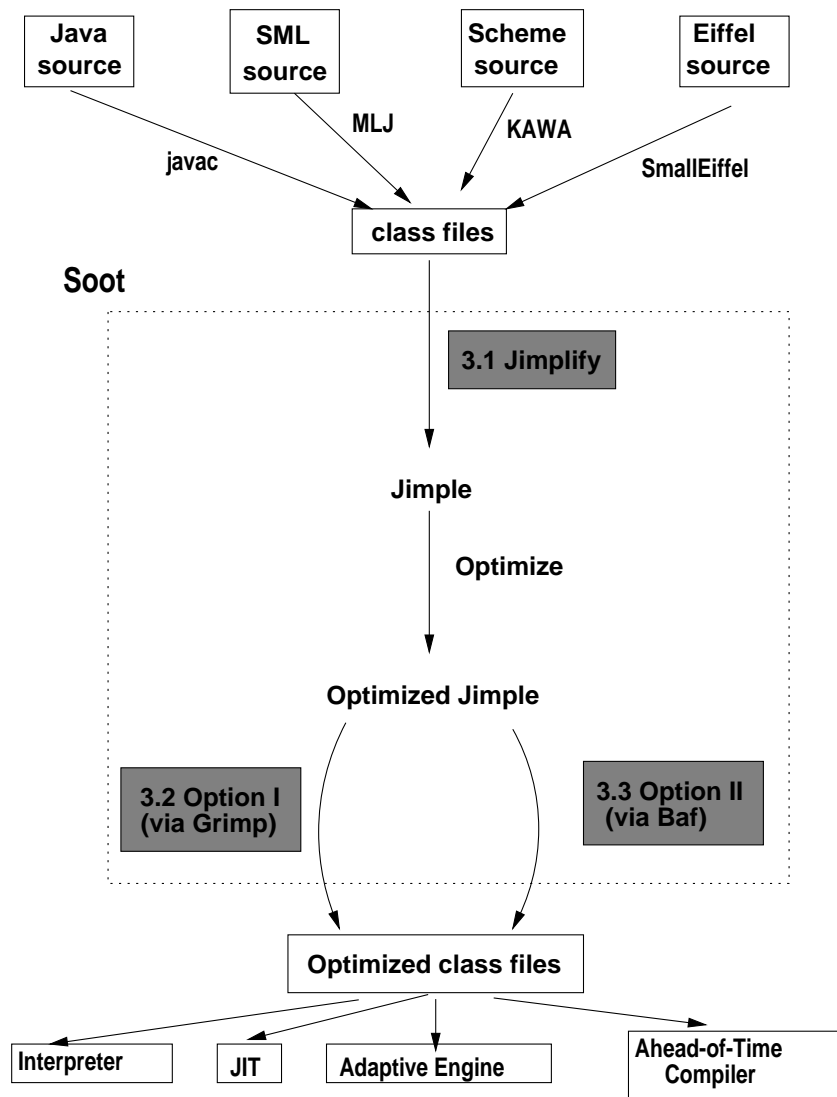 Java
source
SML
source
Scheme
source
Eiffel
source
MLJ
KAWA
javac
SmallEiffel
class files
Soot
3.1 Jimplify
Jimple
Optimize
Optimized Jimple
3.2 Option I
(via Grimp)
3.3 Option II
(via Baf)
Optimized class files
Interpreter
JIT
Adaptive Engine
Ahead-of-Time
Compiler